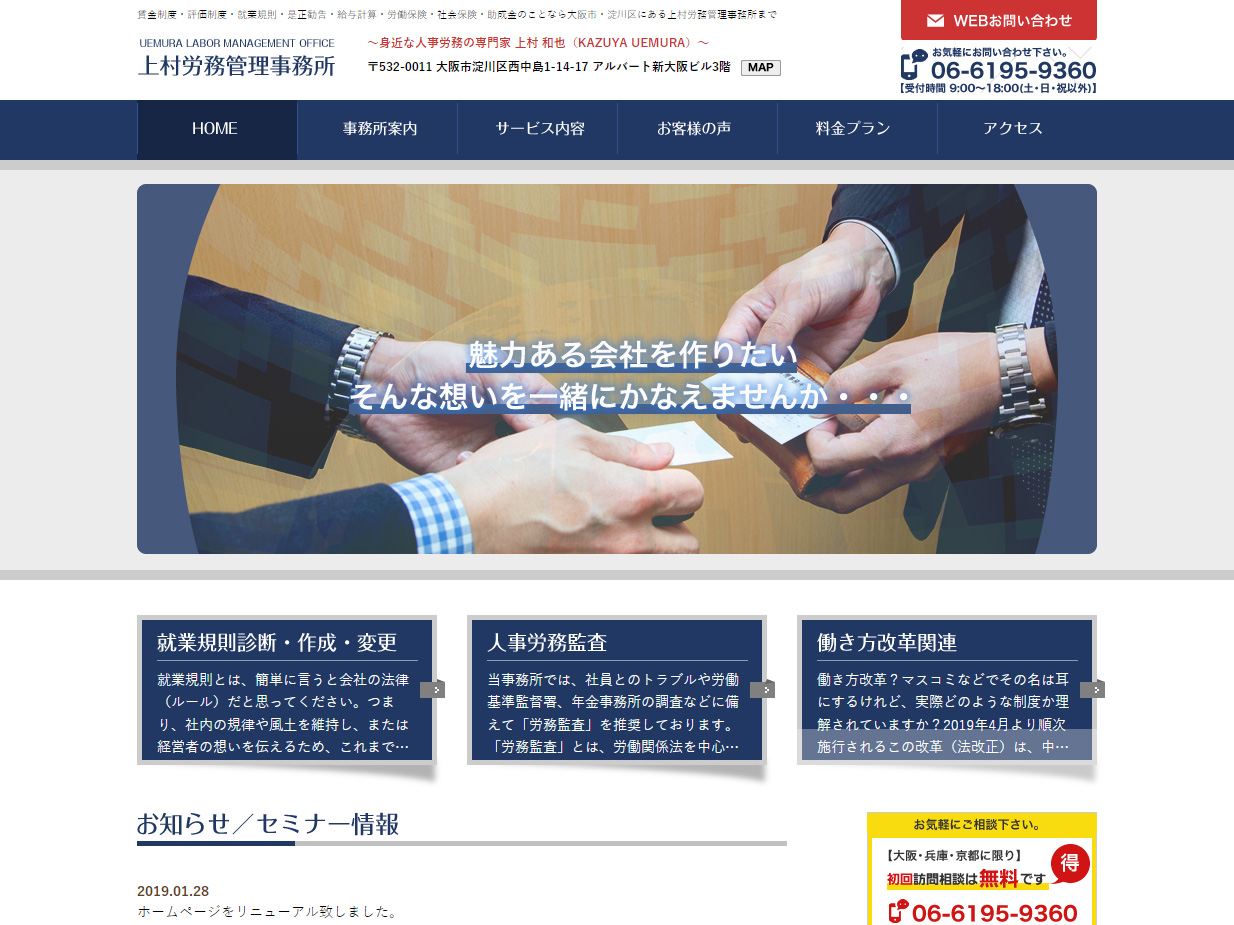 賃金制度・評価制度・就業規則・是正勧告・給与計算・労働保険・社会保険・助成金のことなら大阪市・淀川区にある上村労務管理事務所まで
WEBお問い合わせ
UEMURA LABOR MANAGEMENT OFFICE
上村労務管理事務所
～身近な人事労務の専門家 上村 和也（KAZUYA UEMURA）～
〒532-0011 大阪市淀川区西中島1-14-17 アルバート新大阪ビル3階 MAP
お気軽にお問い合わせ下さい。
06-6195-9360
【受付時間 9:00〜18:00(土・日・祝以外)】
HOME
事務所案内
サービス内容
お客様の声
料金プラン
アクセス
魅力ある会社を作りたい
そんな想いを一緒にかなえませんか・・・
就業規則診断・作成・変更
就業規則とは、簡単に言うと会社の法律
（ルール）だと思ってください。つま
り、社内の規律や風土を維持し、または
経営者の想いを伝えるため、これまで…
人事労務監査
当事務所では、社員とのトラブルや労働
基準監督署、年金事務所の調査などに備
えて「労務監査」を推奨しております。
「労務監査」とは、労働関係法を中心…
働き方改革関連
働き方改革？マスコミなどでその名は耳
にするけれど、実際どのような制度か理
解されていますか？2019年4月より順次
施行されるこの改革（法改正）は、中…
お知らせ／セミナー情報
2019.01.28
ホームページをリニューアル致しました。
お気軽にご相談下さい。
【大阪・兵庫・京都に限り】
初回訪問相談は無料です
得
06-6195-9360